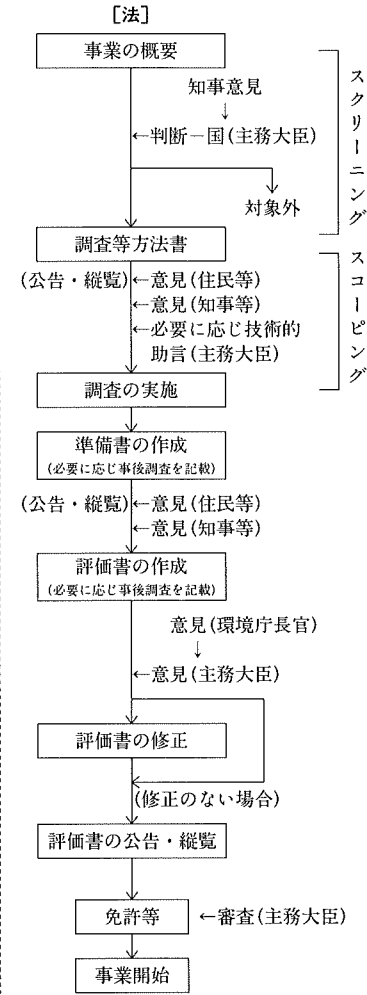 ［法］
事業の概要
知事意見
↓
←判断－国(主務大臣)
対象外
スクリーニング
調査等方法書
(公告・縦覧)←意見(住民等)
←意見(知事等)
←必要に応じ技術的
助言(主務大臣)
スコーピング
調査の実施
準備書の作成
(必要に応じ事後調査を記載)
(公告・縦覧)←意見(住民等)
←意見(知事等)
評価書の作成
(必要に応じ事後調査を記載)
意見(環境庁長官)
↓
←意見(主務大臣)
評価書の修正
(修正のない場合)
評価書の公告・縦覧
免許等 ←審査(主務大臣)
事業開始